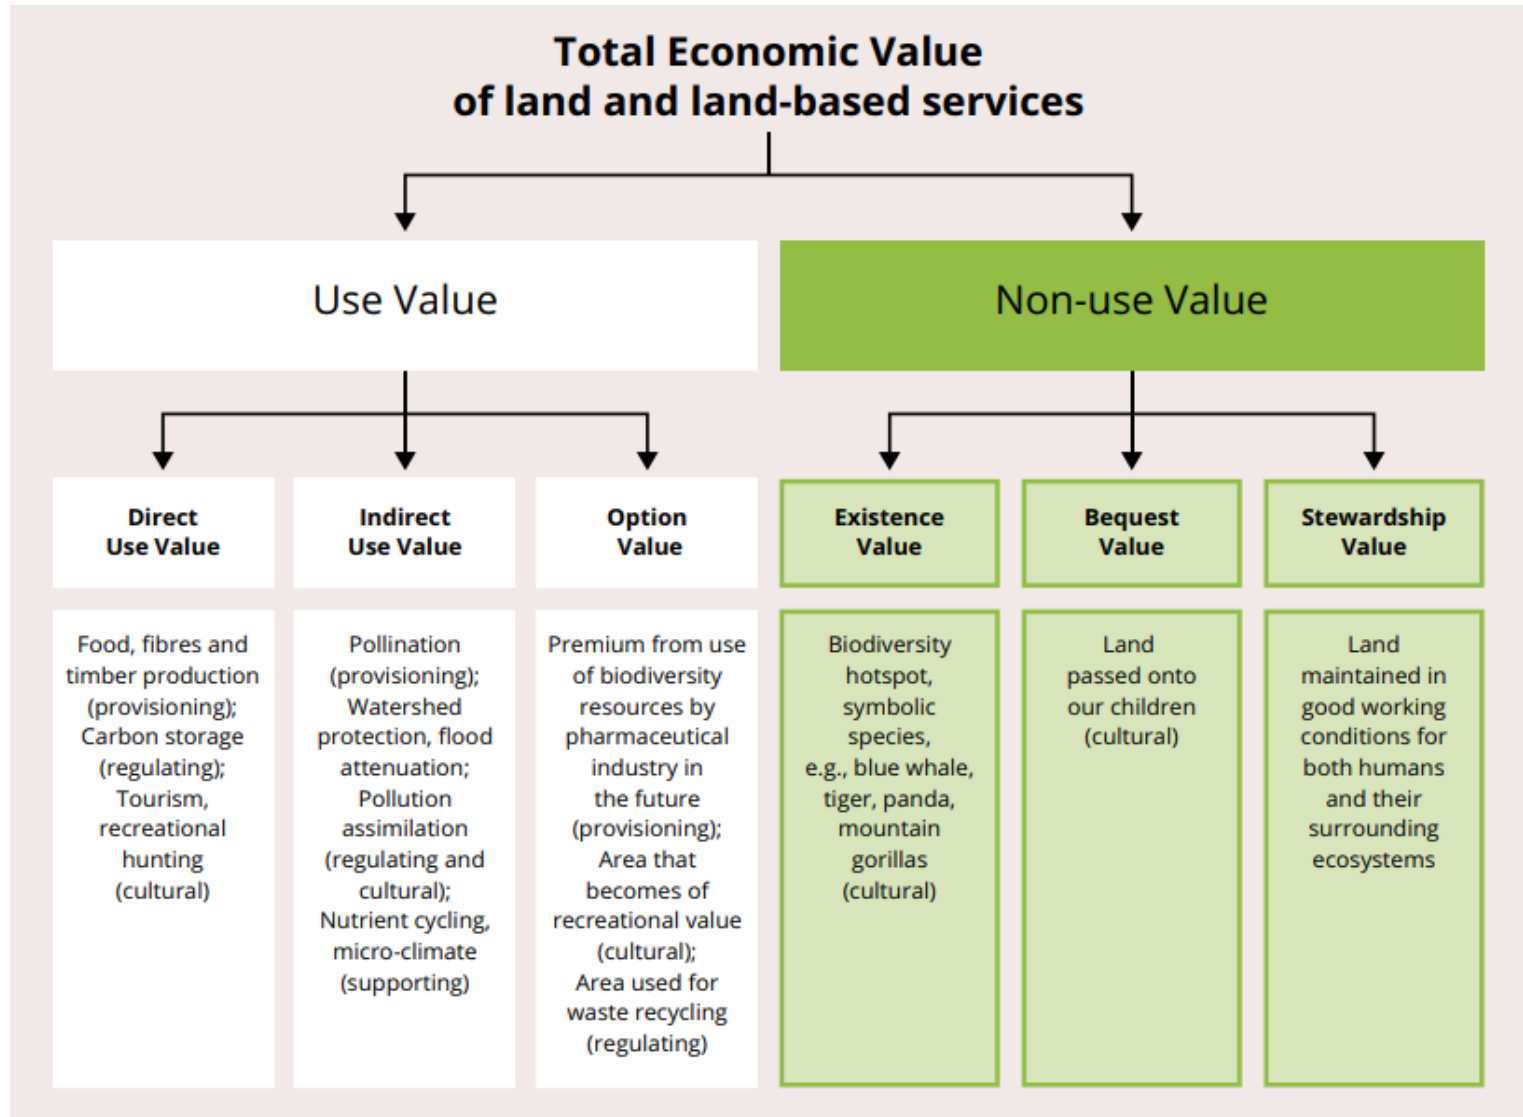 Total Economic Value
of land and land-based services
Use Value
Non-use Value
Direct
Use Value
Indirect
Use Value
Option
Value
Existence
Value
Bequest
Value
Stewardship
Value
Food, fibres and
timber production
(provisioning);
Carbon storage
(regulating);
Tourism,
recreational
hunting
(cultural)
Pollination
(provisioning);
Watershed
protection, flood
attenuation;
Pollution
assimilation
(regulating and
cultural);
Nutrient cycling,
micro-climate
(supporting)
Premium from use
of biodiversity
resources by
pharmaceutical
industry in
the future
(provisioning);
Area that
becomes of
recreational value
(cultural);
Area used for
waste recycling
(regulating)
Biodiversity
hotspot,
symbolic
species,
e.g., blue whale,
tiger, panda,
mountain
gorillas
(cultural)
Land
passed onto
our children
(cultural)
Land
maintained in
good working
conditions for
both humans
and their
surrounding
ecosystems